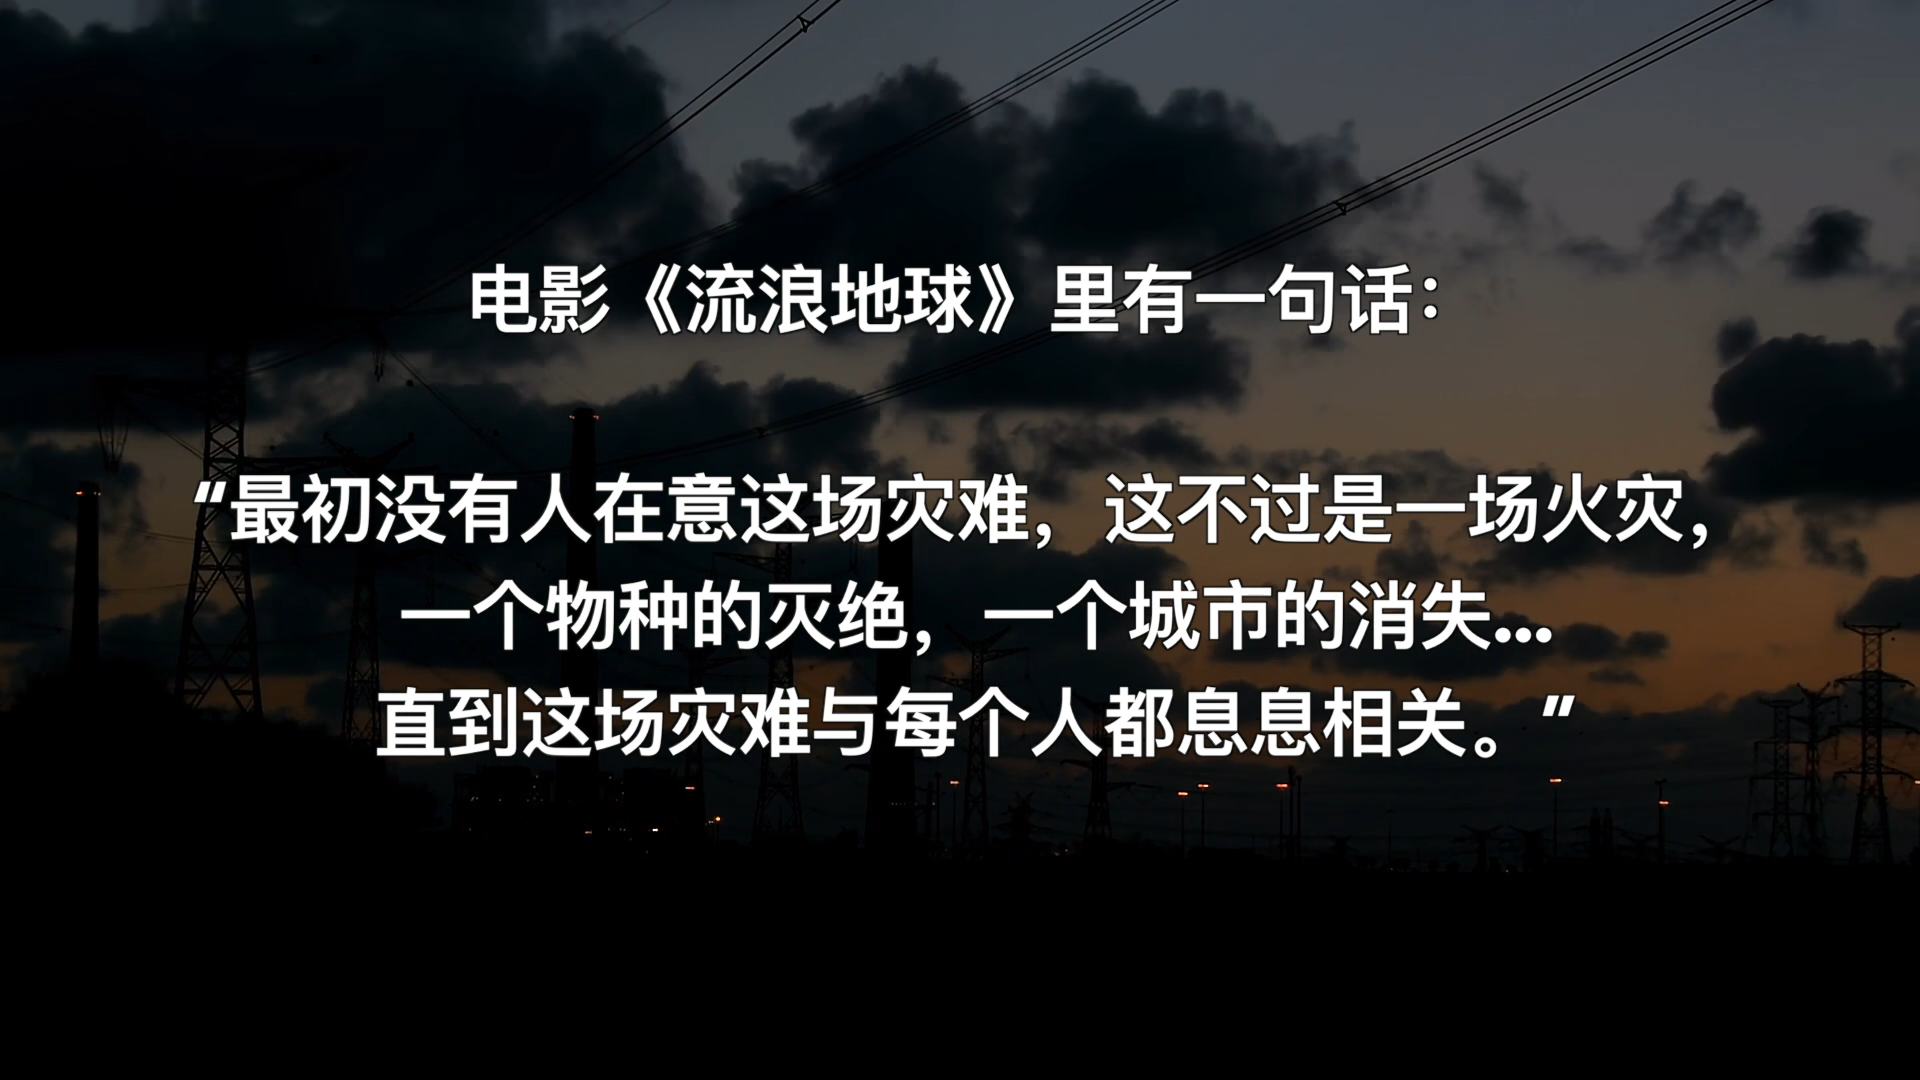 电影《流浪地球》里有一句话：
“最初没有人在意这场灾难，这不过是一场火灾，
一个物种的灭绝，一个城市的消失...
直到这场灾难与每个人都息息相关。”